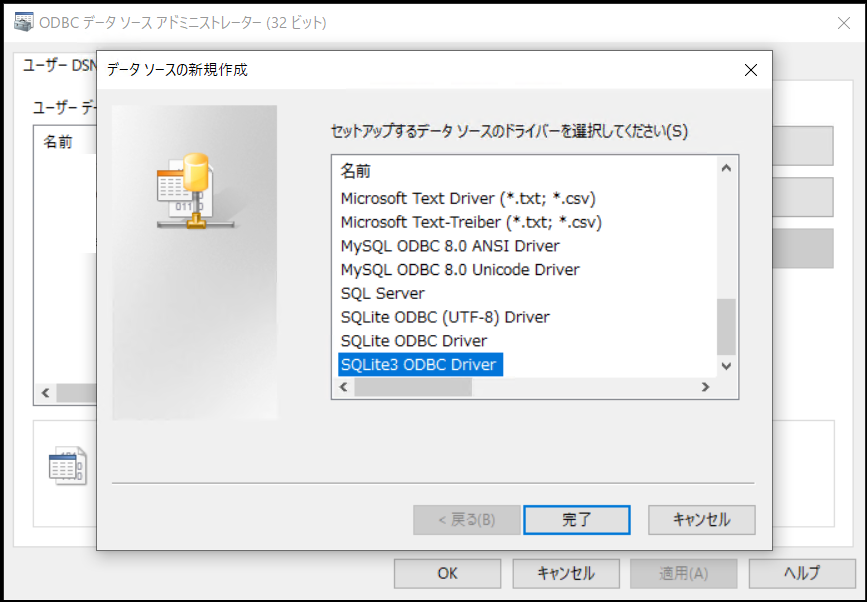 ODBC データ ソース アドミニストレーター (32 ビット)
ユーザー DSN
データ ソースの新規作成
ユーザー デ
名前
セットアップするデータ ソースのドライバーを選択してください(S)
名前
Microsoft Text Driver (*.txt; *.csv)
Microsoft Text-Treiber (*.txt; *.csv)
MySQL ODBC 8.0 ANSI Driver
MySQL ODBC 8.0 Unicode Driver
SQL Server
SQLite ODBC (UTF-8) Driver
SQLite ODBC Driver
SQLite3 ODBC Driver
< 戻る(B)
完了
キャンセル
OK
キャンセル
適用(A)
ヘルプ